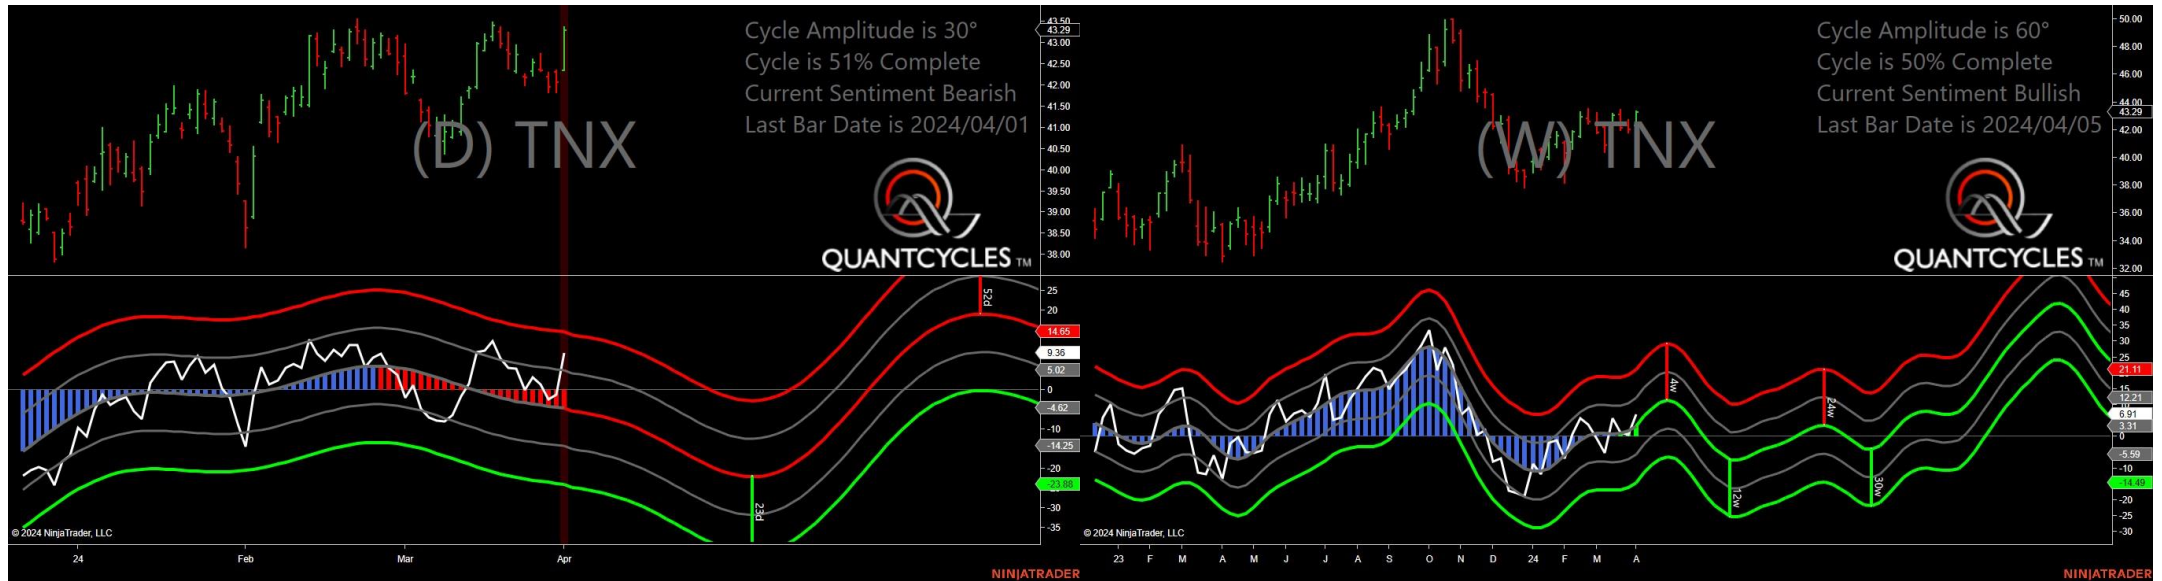 Cycle Amplitude is 30°
Cycle is 51% Complete
Current Sentiment Bearish
Last Bar Date is 2024/04/01
(D) TNX
QUANTCYCLES TM
43.50
43.29
43.00
42.50
42.00
41.50
41.00
40.50
40.00
39.50
39.00
38.50
38.00
52d
23d
25
20
14.65
9.36
5.02
0
-4.62
-10
-14.25
-20
-23.88
-30
-35
© 2024 NinjaTrader, LLC
24
Feb
Mar
Apr
NINJATRADER
Cycle Amplitude is 60°
Cycle is 50% Complete
Current Sentiment Bullish
Last Bar Date is 2024/04/05
(W) TNX
QUANTCYCLES TM
50.00
48.00
46.00
44.00
43.29
42.00
40.00
38.00
36.00
34.00
32.00
4w
12w
24w
30w
45
40
35
30
25
21.11
15
12.21
6.91
3.31
0
-5.59
-10
-14.49
-20
-25
-30
© 2024 NinjaTrader, LLC
23 F M A M J J A S O N D 24 F M A
NINJATRADER